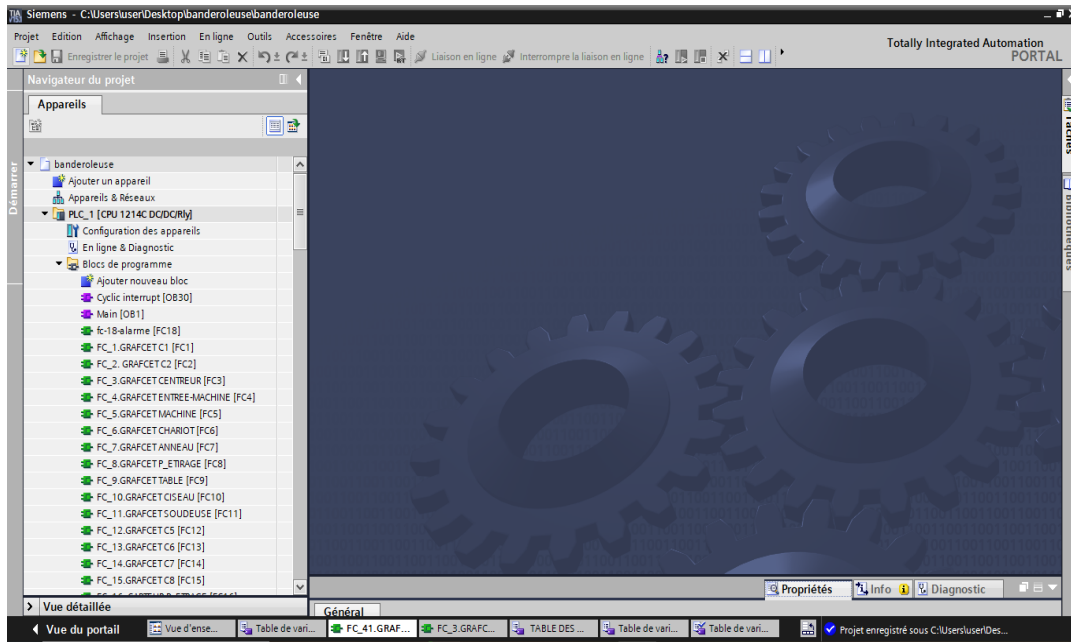 Siemens - C:\Users\user\Desktop\banderoleuse\banderoleuse
Projet Edition Affichage Insertion En ligne Outils Accessoires Fenêtre Aide
Totally Integrated Automation
PORTAL
Enregistrer le projet
Liaison en ligne
Interrompre la liaison en ligne
Navigateur du projet
Appareils
Démarrer
banderoleuse
Ajouter un appareil
Appareils & Réseaux
PLC_1 [CPU 1214C DC/DC/Rly]
Configuration des appareils
En ligne & Diagnostic
Blocs de programme
Ajouter nouveau bloc
Cyclic interrupt [OB30]
Main [OB1]
fc-18-alarme [FC18]
FC_1.GRAFCET C1 [FC1]
FC_2. GRAFCET C2 [FC2]
FC_3.GRAFCET CENTREUR [FC3]
FC_4.GRAFCET ENTREE-MACHINE [FC4]
FC_5.GRAFCET MACHINE [FC5]
FC_6.GRAFCET CHARIOT [FC6]
FC_7.GRAFCET ANNEAU [FC7]
FC_8.GRAFCET P_ETIRAGE [FC8]
FC_9.GRAFCET TABLE [FC9]
FC_10.GRAFCET CISEAU [FC10]
FC_11.GRAFCET SOUDEUSE [FC11]
FC_12.GRAFCET C5 [FC12]
FC_13.GRAFCET C6 [FC13]
FC_14.GRAFCET C7 [FC14]
FC_15.GRAFCET C8 [FC15]
Vue détaillée
Tâches
Bibliothèques
Propriétés
Info
Diagnostic
Général
Vue du portail
Vue d'ense...
Table de vari...
FC_41.GRAF...
FC_3.GRAFC...
TABLE DES ...
Table de vari...
Table de vari...
Projet enregistré sous C:\Users\user\Des...